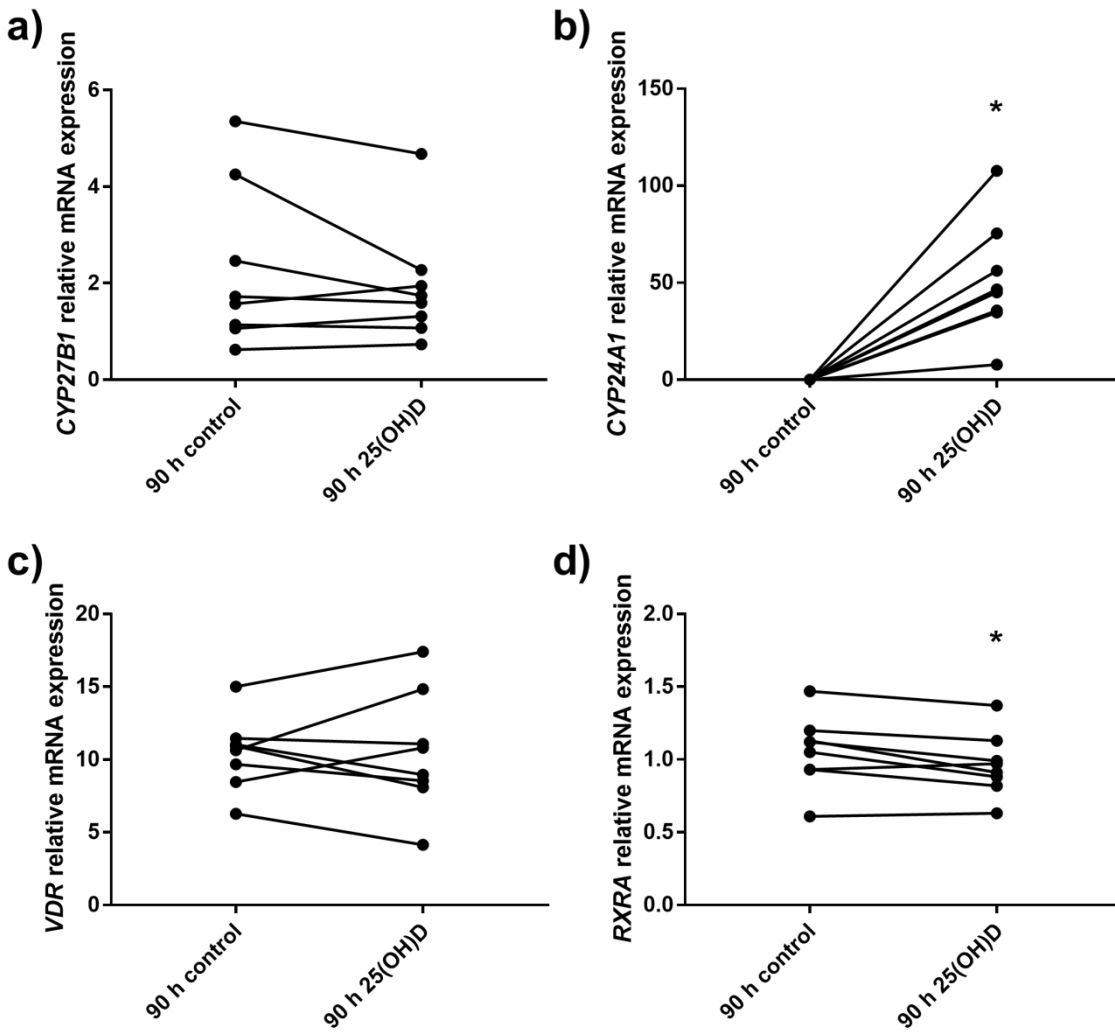 a)
CYP27B1 relative mRNA expression
6
4
2
0
90 h control
90 h 25(OH)D
b)
CYP24A1 relative mRNA expression
150
100
50
0
*
90 h control
90 h 25(OH)D
c)
VDR relative mRNA expression
20
15
10
5
0
90 h control
90 h 25(OH)D
d)
RXRA relative mRNA expression
2.0
1.5
1.0
0.5
0.0
*
90 h control
90 h 25(OH)D